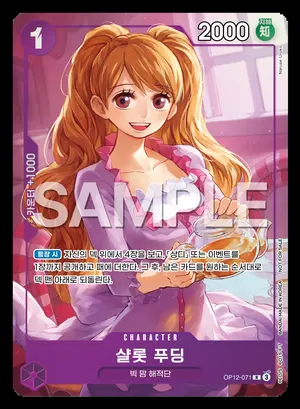 1
2000
지혜
知
카운터 +1000
SAMPLE
등장 시 자신의 덱 위에서 4장을 보고, 「상디」 또는 이벤트를
1장까지 공개하고 패에 더한다. 그 후, 남은 카드를 원하는 순서대로
덱 맨 아래로 되돌린다.
CHARACTER
샬롯 푸딩
빅 맘 해적단
OP12-071 R 3